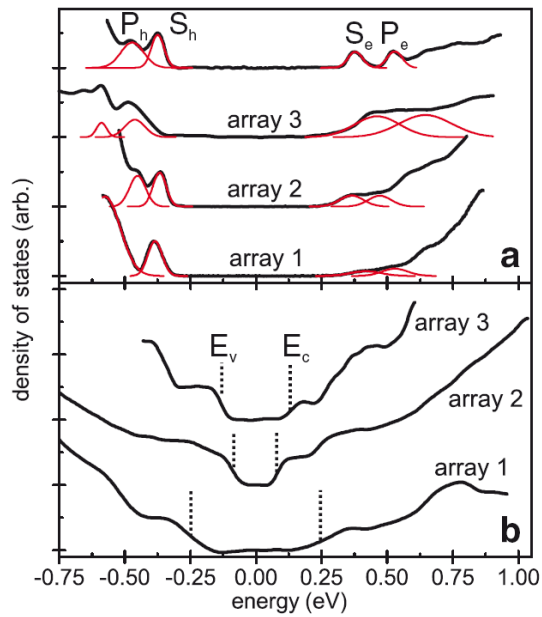 P_h S_h S_e P_e
array 3
array 2
array 1
a
density of states (arb.)
E_v E_c
array 3
array 2
array 1
b
-0.75 -0.50 -0.25 0.00 0.25 0.50 0.75 1.00
energy (eV)